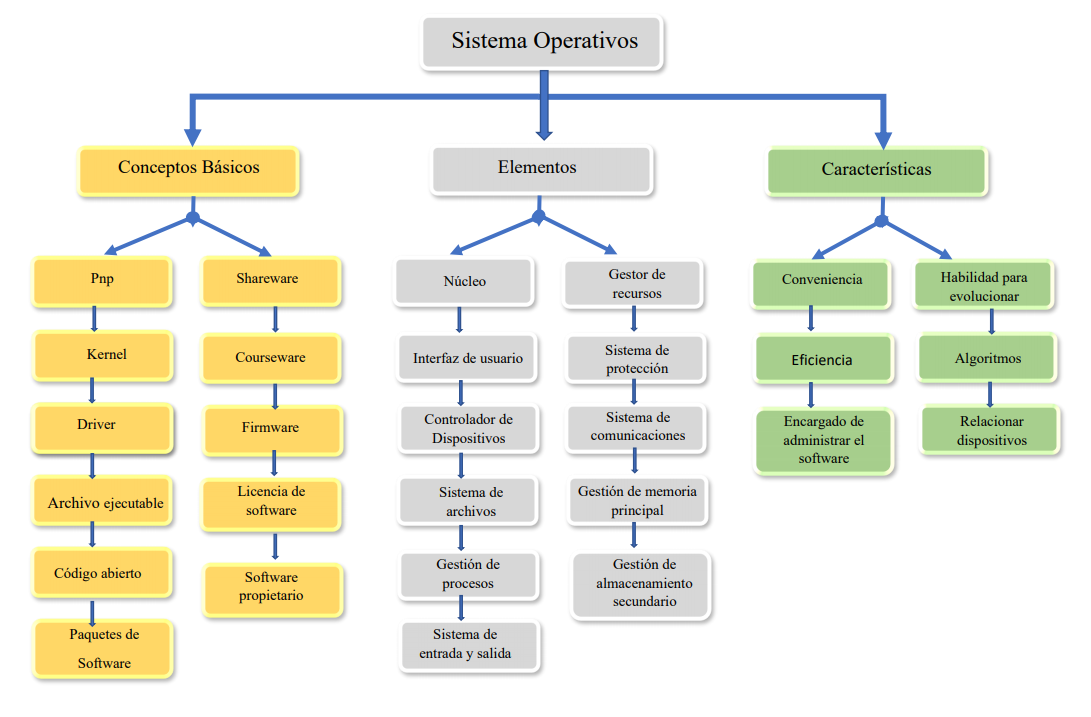 Sistema Operativos
Conceptos Básicos
Elementos
Características
Pnp
Kernel
Driver
Archivo ejecutable
Código abierto
Paquetes de
Software
Shareware
Courseware
Firmware
Licencia de
software
Software
propietario
Núcleo
Interfaz de usuario
Controlador de
Dispositivos
Sistema de
archivos
Gestión de
procesos
Sistema de
entrada y salida
Gestor de
recursos
Sistema de
protección
Sistema de
comunicaciones
Gestión de memoria
principal
Gestión de
almacenamiento
secundario
Conveniencia
Eficiencia
Encargado de
administrar el
software
Habilidad para
evolucionar
Algoritmos
Relacionar
dispositivos